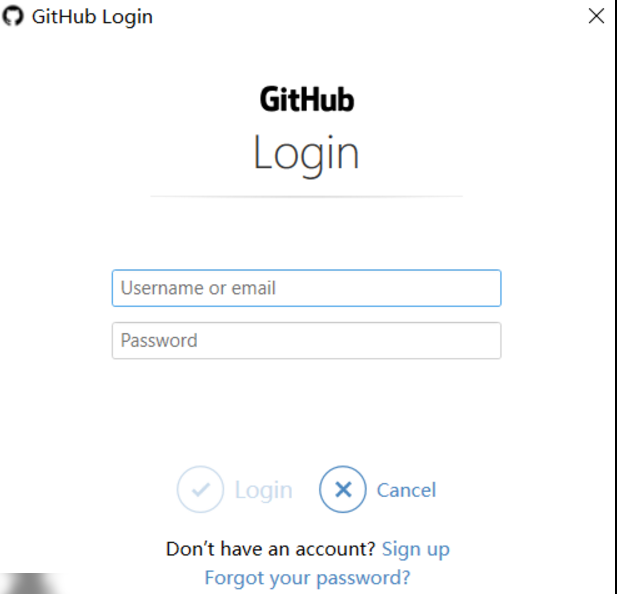 GitHub Login
GitHub
Login
Username or email
Password
Login Cancel
Don't have an account? Sign up
Forgot your password?